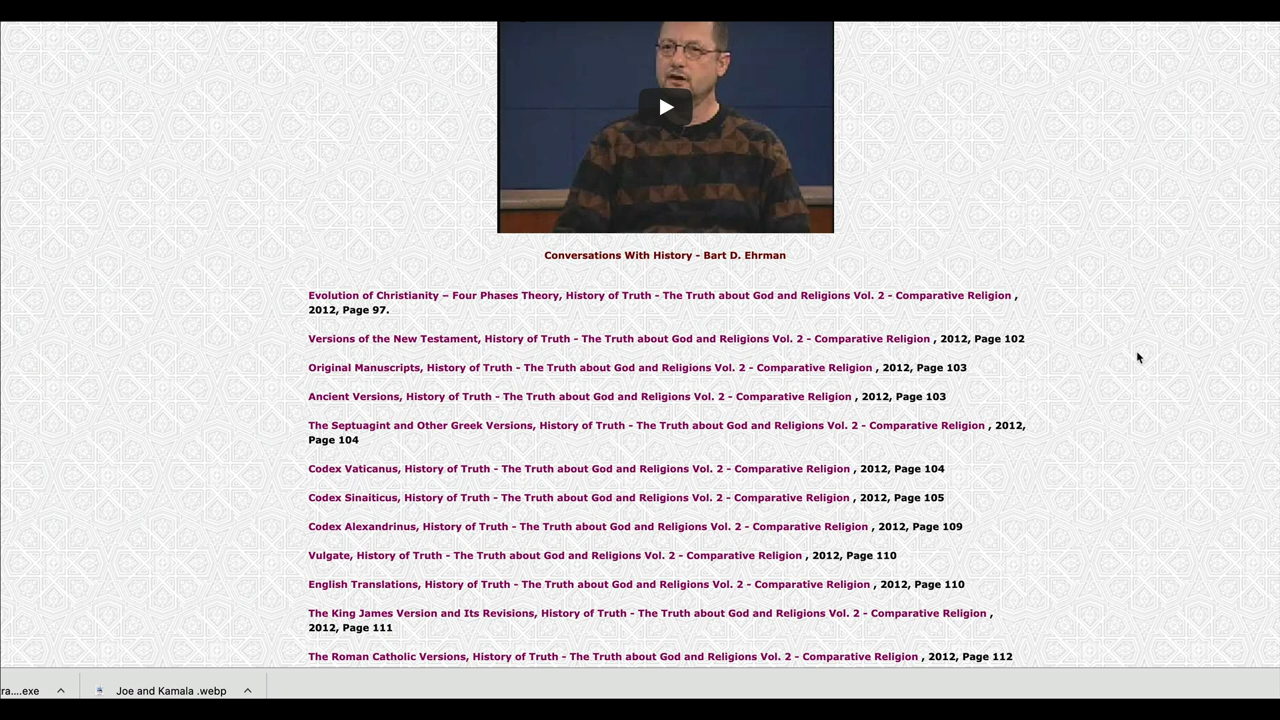 Conversations With History - Bart D. Ehrman
Evolution of Christianity – Four Phases Theory, History of Truth - The Truth about God and Religions Vol. 2 - Comparative Religion ,
2012, Page 97.
Versions of the New Testament, History of Truth - The Truth about God and Religions Vol. 2 - Comparative Religion , 2012, Page 102
Original Manuscripts, History of Truth - The Truth about God and Religions Vol. 2 - Comparative Religion , 2012, Page 103
Ancient Versions, History of Truth - The Truth about God and Religions Vol. 2 - Comparative Religion , 2012, Page 103
The Septuagint and Other Greek Versions, History of Truth - The Truth about God and Religions Vol. 2 - Comparative Religion , 2012,
Page 104
Codex Vaticanus, History of Truth - The Truth about God and Religions Vol. 2 - Comparative Religion , 2012, Page 104
Codex Sinaiticus, History of Truth - The Truth about God and Religions Vol. 2 - Comparative Religion , 2012, Page 105
Codex Alexandrinus, History of Truth - The Truth about God and Religions Vol. 2 - Comparative Religion , 2012, Page 109
Vulgate, History of Truth - The Truth about God and Religions Vol. 2 - Comparative Religion , 2012, Page 110
English Translations, History of Truth - The Truth about God and Religions Vol. 2 - Comparative Religion , 2012, Page 110
The King James Version and Its Revisions, History of Truth - The Truth about God and Religions Vol. 2 - Comparative Religion ,
2012, Page 111
The Roman Catholic Versions, History of Truth - The Truth about God and Religions Vol. 2 - Comparative Religion , 2012, Page 112
ra....exe
Joe and Kamala .webp